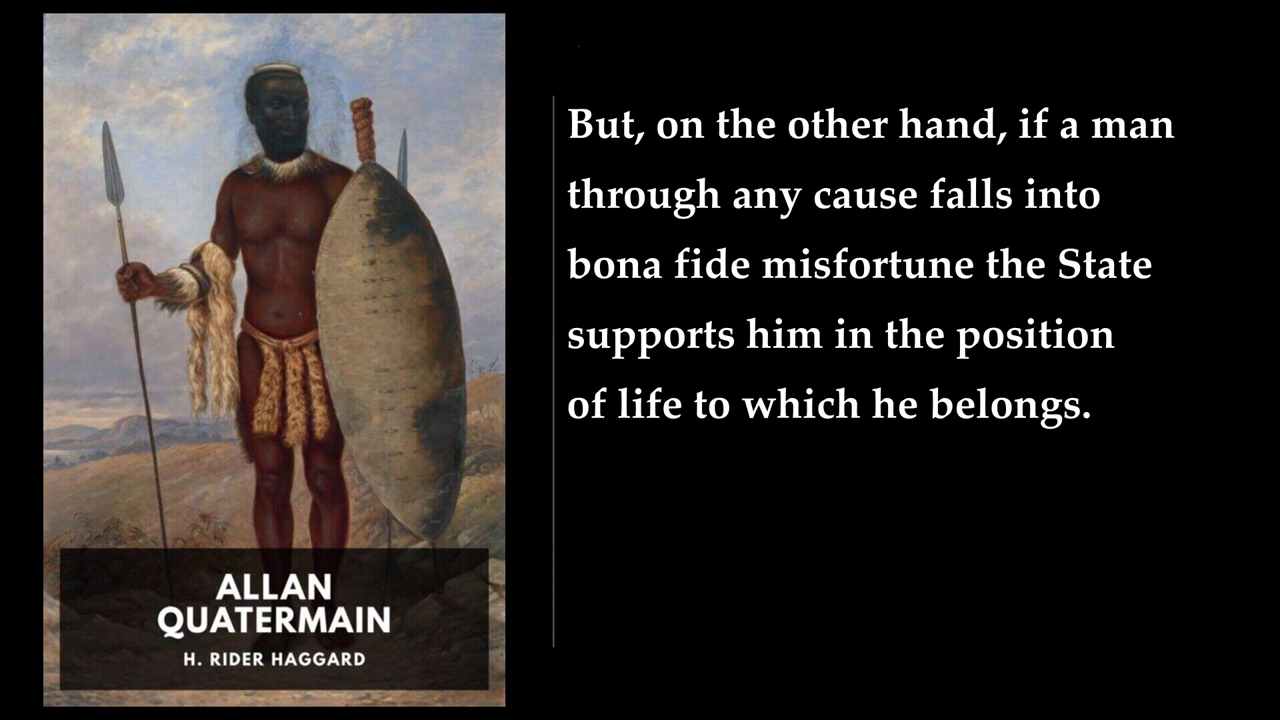 But, on the other hand, if a man
through any cause falls into
bona fide misfortune the State
supports him in the position
of life to which he belongs.
ALLAN
QUATERMAIN
H. RIDER HAGGARD